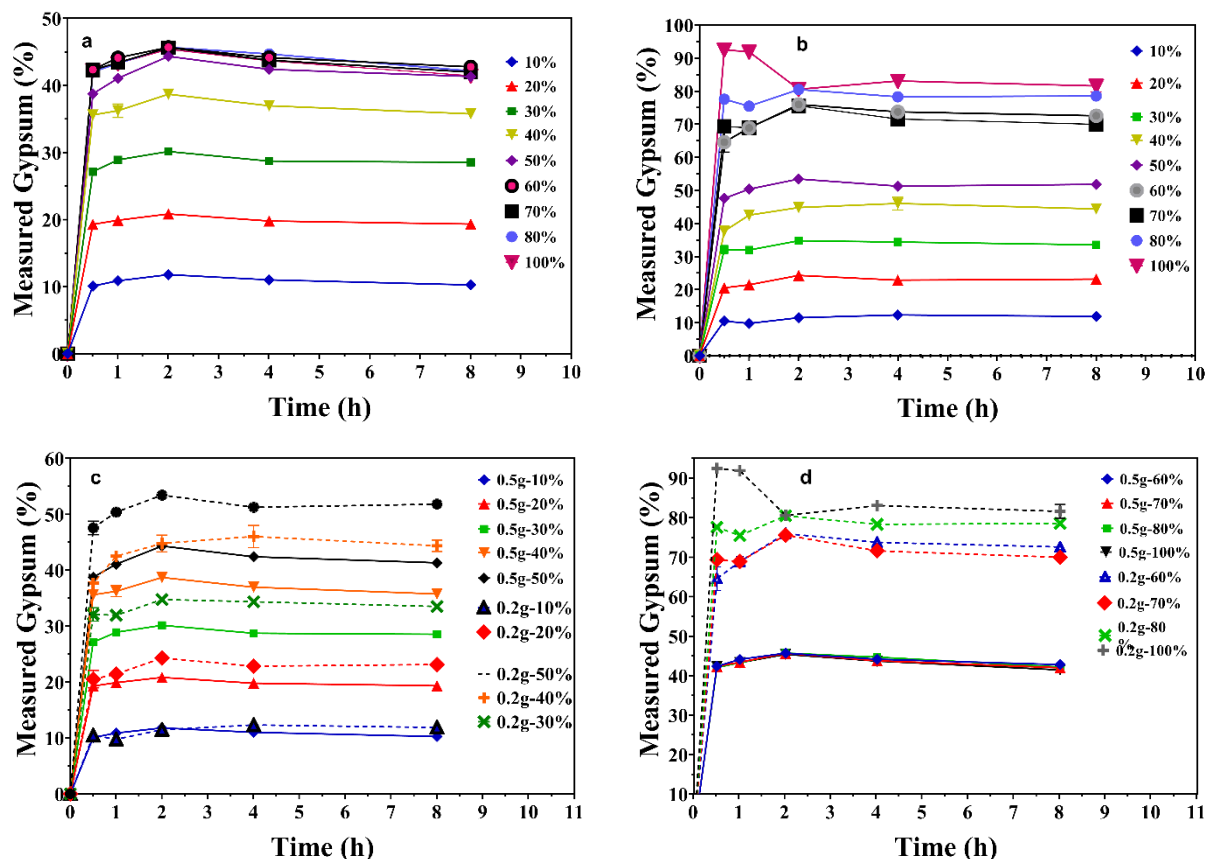 a
Measured Gypsum (%)
50
40
30
20
10
0
0 1 2 3 4 5 6 7 8 9 10
Time (h)
10%
20%
30%
40%
50%
60%
70%
80%
100%
b
Measured Gypsum (%)
100
90
80
70
60
50
40
30
20
10
0
0 1 2 3 4 5 6 7 8 9 10
Time (h)
10%
20%
30%
40%
50%
60%
70%
80%
100%
c
Measured Gypsum (%)
60
50
40
30
20
10
0
0 1 2 3 4 5 6 7 8 9 10 11
Time (h)
0.5g-10%
0.5g-20%
0.5g-30%
0.5g-40%
0.5g-50%
0.2g-10%
0.2g-20%
0.2g-50%
0.2g-40%
0.2g-30%
d
Measured Gypsum (%)
90
80
70
60
50
40
30
20
10
0 1 2 3 4 5 6 7 8 9 10 11
Time (h)
0.5g-60%
0.5g-70%
0.5g-80%
0.5g-100%
0.2g-60%
0.2g-70%
0.2g-80
%
0.2g-100%